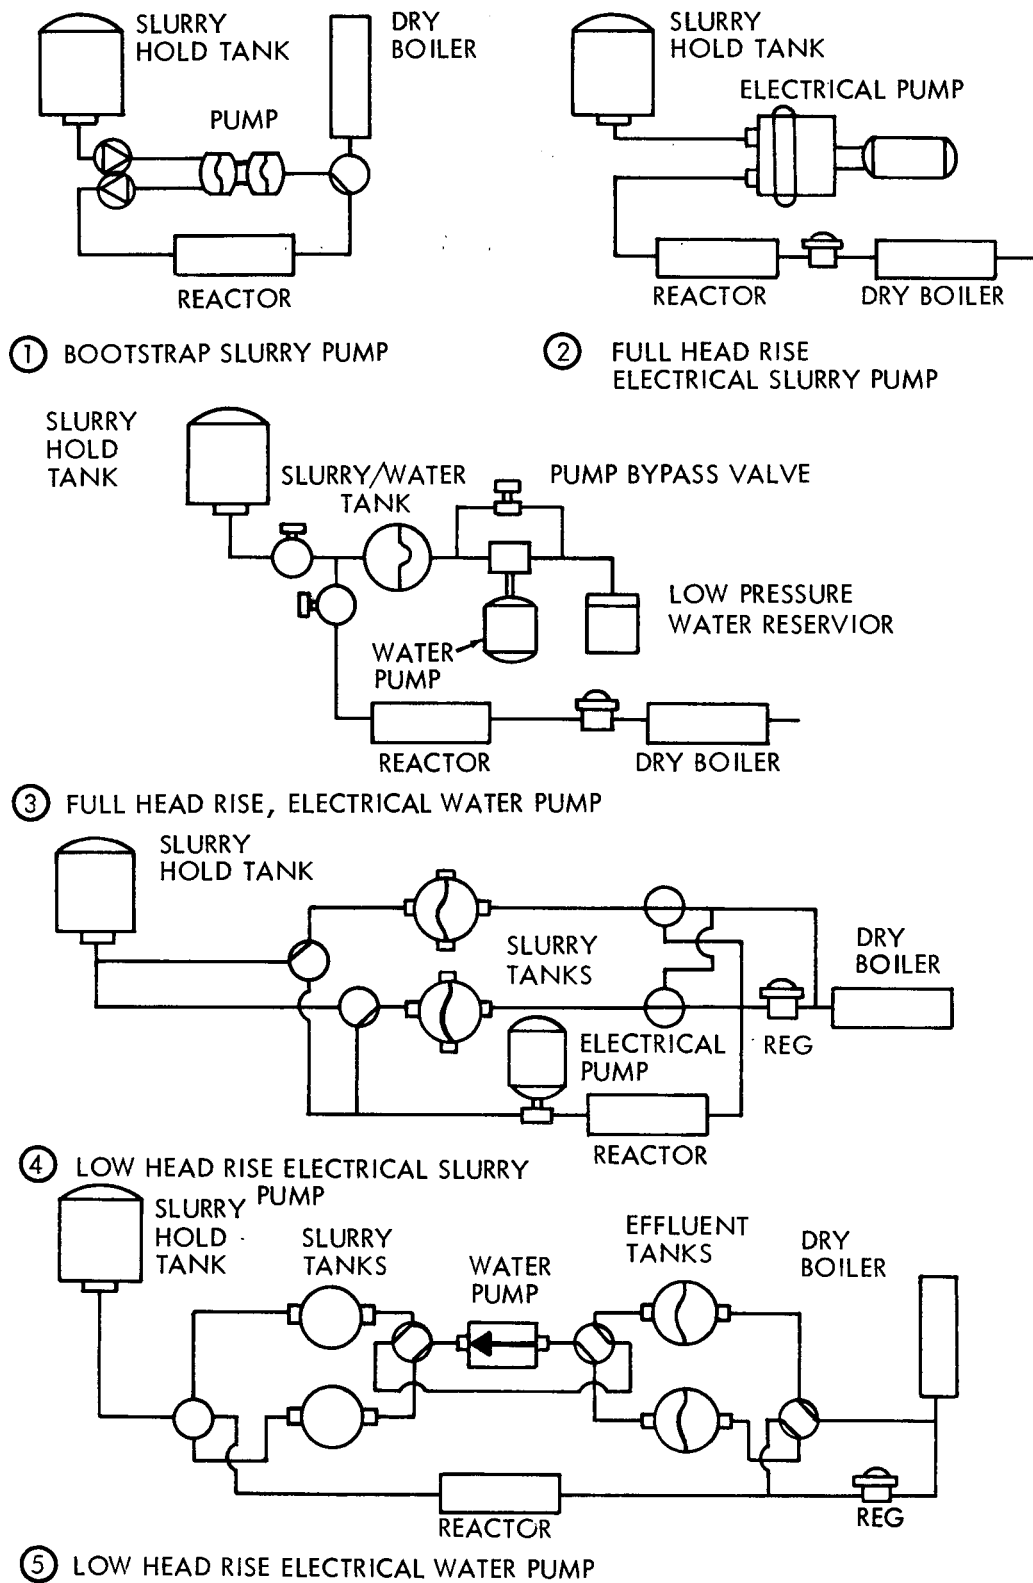 SLURRY
HOLD TANK
DRY
BOILER
PUMP
REACTOR
1 BOOTSTRAP SLURRY PUMP
SLURRY
HOLD TANK
ELECTRICAL PUMP
REACTOR
DRY BOILER
2 FULL HEAD RISE
ELECTRICAL SLURRY PUMP
SLURRY
HOLD
TANK
SLURRY/WATER
TANK
PUMP BYPASS VALVE
LOW PRESSURE
WATER RESERVIOR
WATER
PUMP
REACTOR
DRY BOILER
3 FULL HEAD RISE, ELECTRICAL WATER PUMP
SLURRY
HOLD TANK
SLURRY
TANKS
DRY
BOILER
ELECTRICAL
PUMP
REG
REACTOR
4 LOW HEAD RISE ELECTRICAL SLURRY
PUMP
SLURRY
HOLD
TANK
SLURRY
TANKS
WATER
PUMP
EFFLUENT
TANKS
DRY
BOILER
REACTOR
REG
5 LOW HEAD RISE ELECTRICAL WATER PUMP